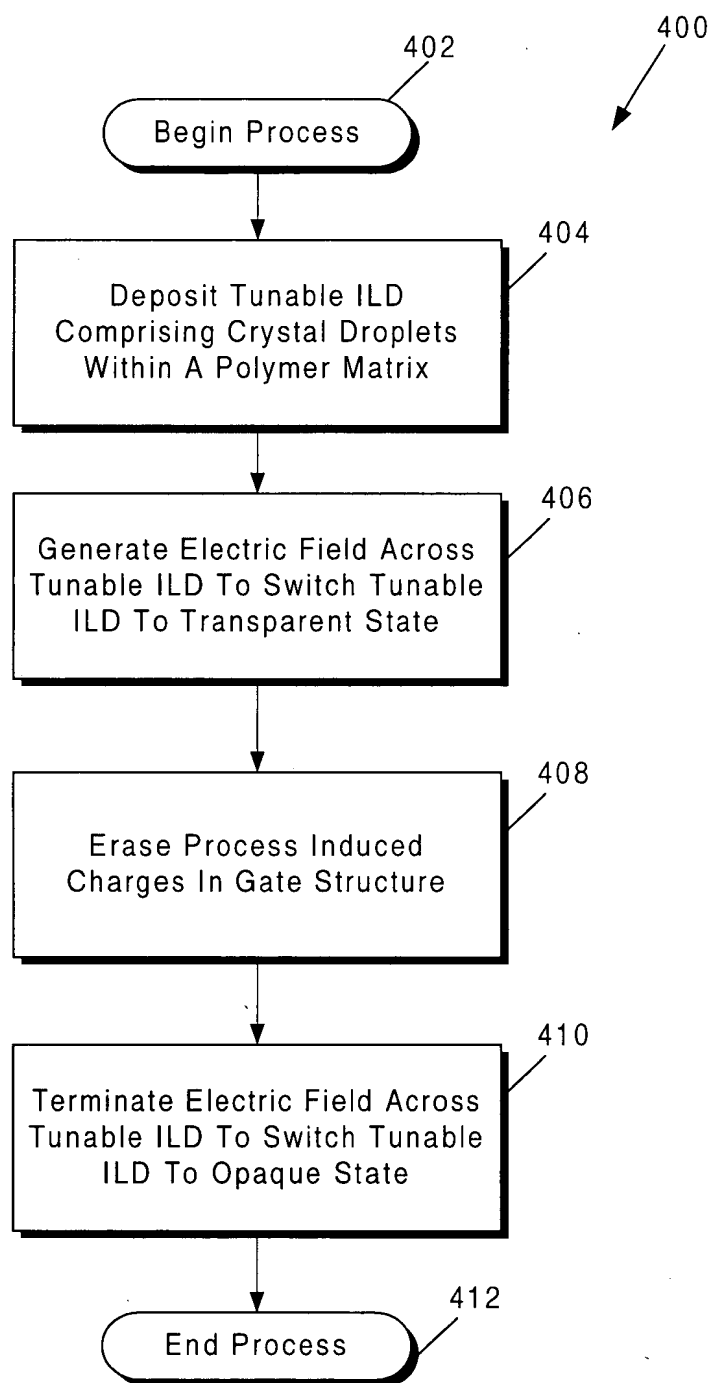 400
402
Begin Process
404
Deposit Tunable ILD
Comprising Crystal Droplets
Within A Polymer Matrix
406
Generate Electric Field Across
Tunable ILD To Switch Tunable
ILD To Transparent State
408
Erase Process Induced
Charges In Gate Structure
410
Terminate Electric Field Across
Tunable ILD To Switch Tunable
ILD To Opaque State
412
End Process